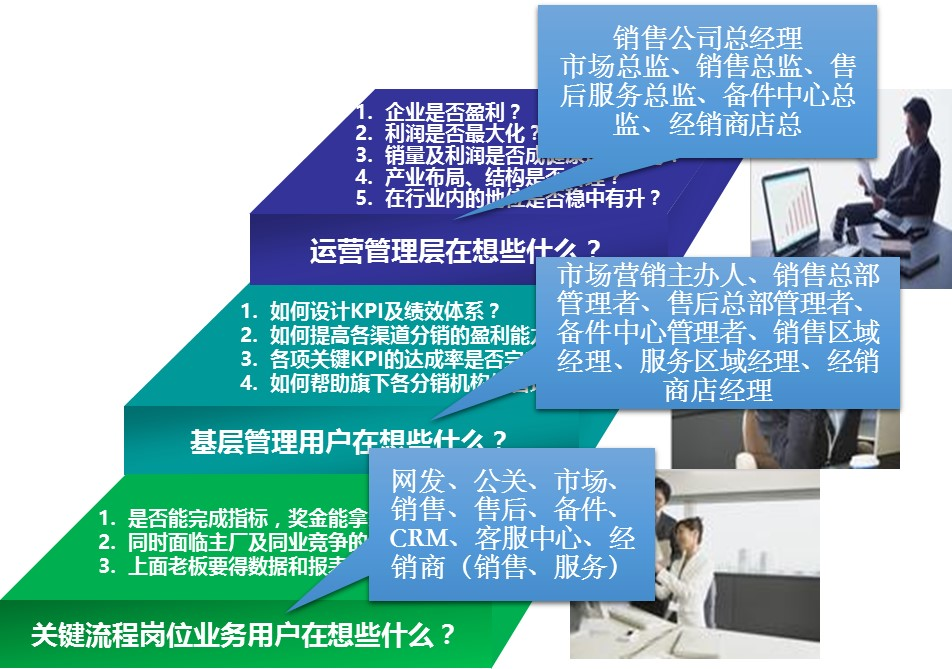 销售公司总经理
市场总监、销售总监、售
后服务总监、备件中心总
监、经销商店总
1. 企业是否盈利？
2. 利润是否最大化？
3. 销量及利润是否成健康
4. 产业布局、结构是否
5. 在行业内的地位是否稳中有升？
运营管理层在想些什么？
市场营销主办人、销售总部
管理者、售后总部管理者、
备件中心管理者、销售区域
经理、服务区域经理、经销
商店经理
1. 如何设计KPI及绩效体系？
2. 如何提高各渠道分销的盈利能
3. 各项关键KPI的达成率是否
4. 如何帮助旗下各分销机构
基层管理用户在想些什么？
网发、公关、市场、
销售、售后、备件、
CRM、客服中心、经
销商（销售、服务）
1. 是否能完成指标，奖金能拿
2. 同时面临主厂及同业竞争的
3. 上面老板要得数据和报表
关键流程岗位业务用户在想些什么？